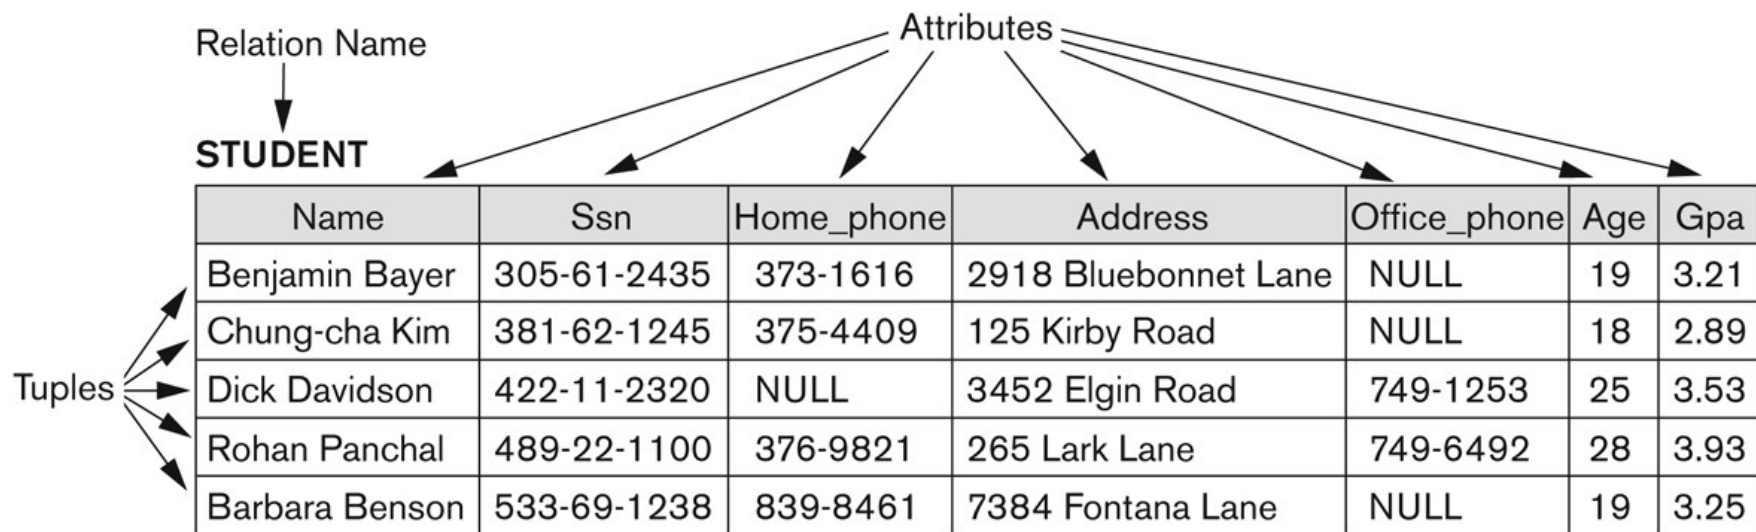 Attributes
Relation Name
STUDENT
Name Ssn Home_phone Address Office_phone Age Gpa
Benjamin Bayer 305-61-2435 373-1616 2918 Bluebonnet Lane NULL 19 3.21
Chung-cha Kim 381-62-1245 375-4409 125 Kirby Road NULL 18 2.89
Tuples Dick Davidson 422-11-2320 NULL 3452 Elgin Road 749-1253 25 3.53
Rohan Panchal 489-22-1100 376-9821 265 Lark Lane 749-6492 28 3.93
Barbara Benson 533-69-1238 839-8461 7384 Fontana Lane NULL 19 3.25